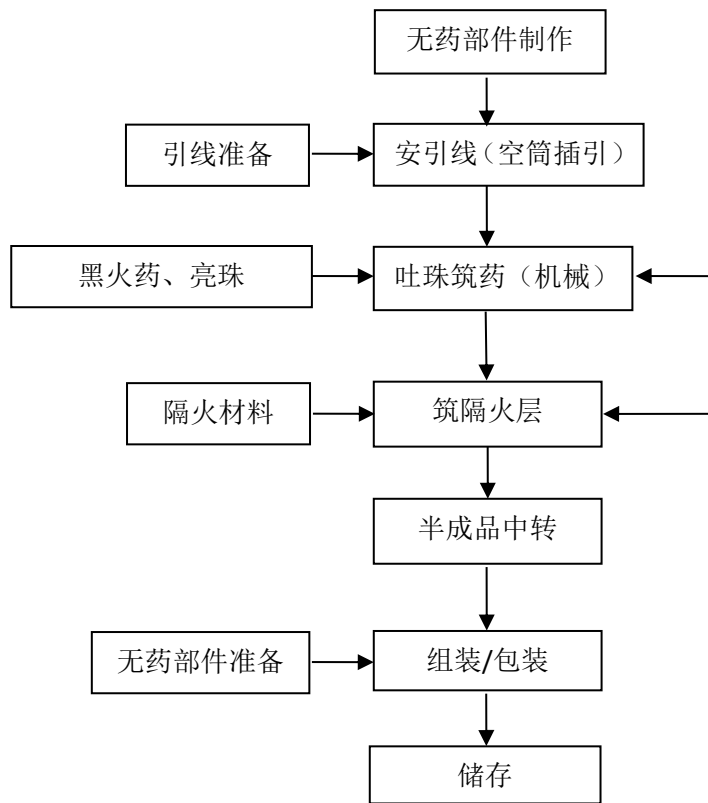 无药部件制作
引线准备
安引线（空筒插引）
黑火药、亮珠
吐珠筑药（机械）
隔火材料
筑隔火层
半成品中转
无药部件准备
组装/包装
储存